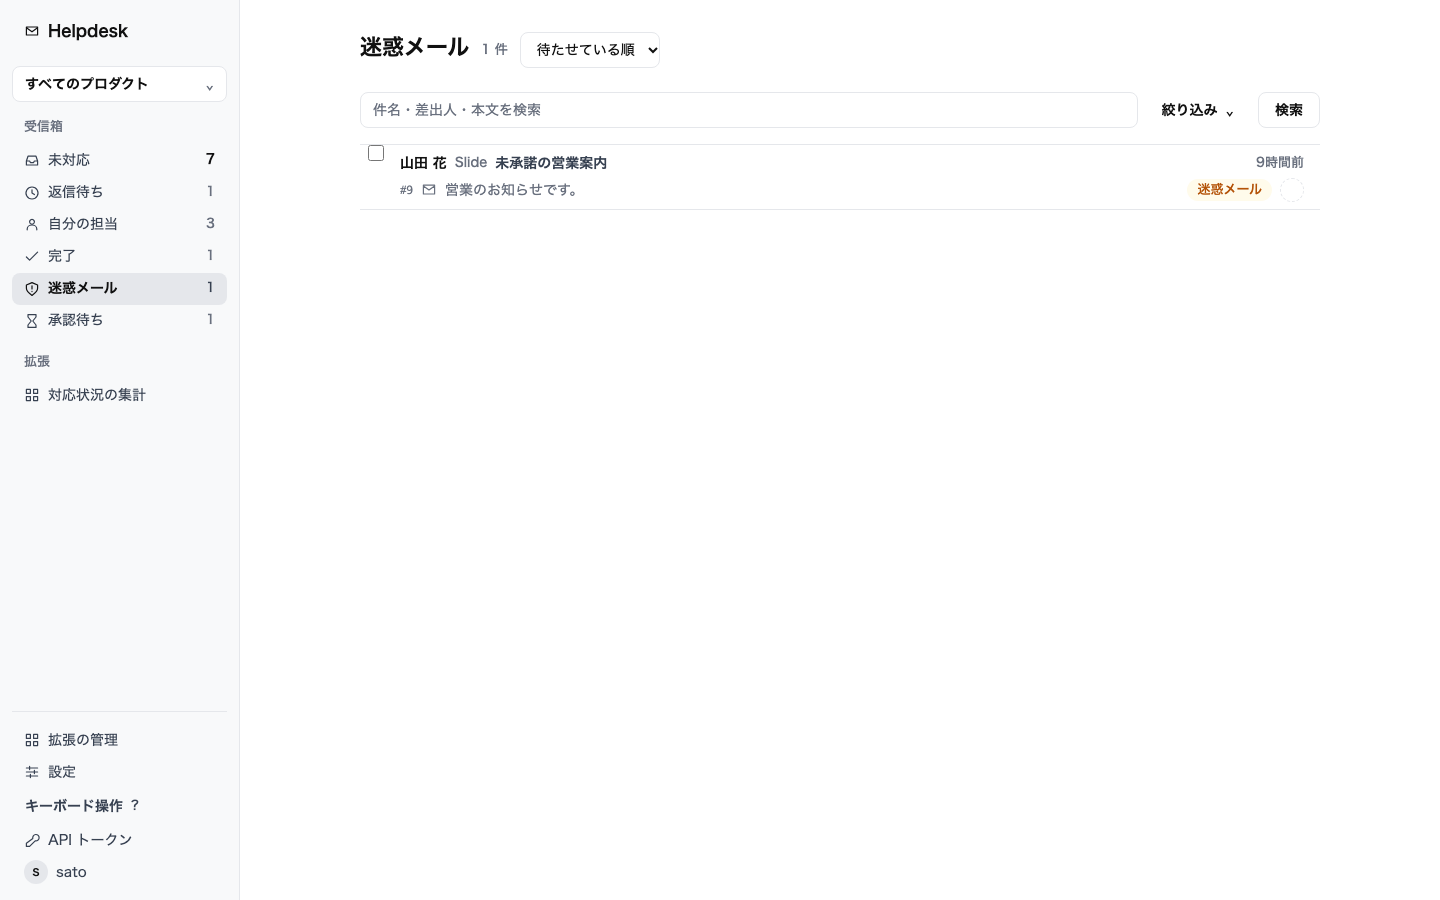 Helpdesk
すべてのプロダクト
受信箱
未対応 7
返信待ち 1
自分の担当 3
完了 1
迷惑メール 1
承認待ち 1
拡張
対応状況の集計
拡張の管理
設定
キーボード操作 ?
API トークン
S sato
迷惑メール 1 件 待たせている順
件名・差出人・本文を検索 絞り込み 検索
山田 花 Slide 未承諾の営業案内 9時間前
#9 営業のお知らせです。 迷惑メール